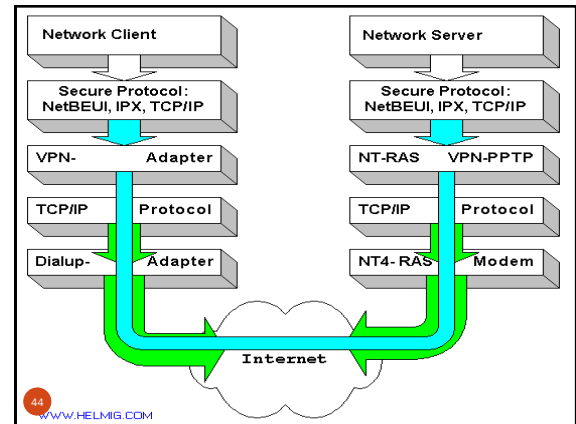 Network Client
Secure Protocol:
NetBEUI, IPX, TCP/IP
VPN- Adapter
TCP/IP Protocol
Dialup- Adapter
Network Server
Secure Protocol:
NetBEUI, IPX, TCP/IP
NT-RAS VPN-PPTP
TCP/IP Protocol
NT4- RAS Modem
Internet
44
WWW.HELMIG.COM